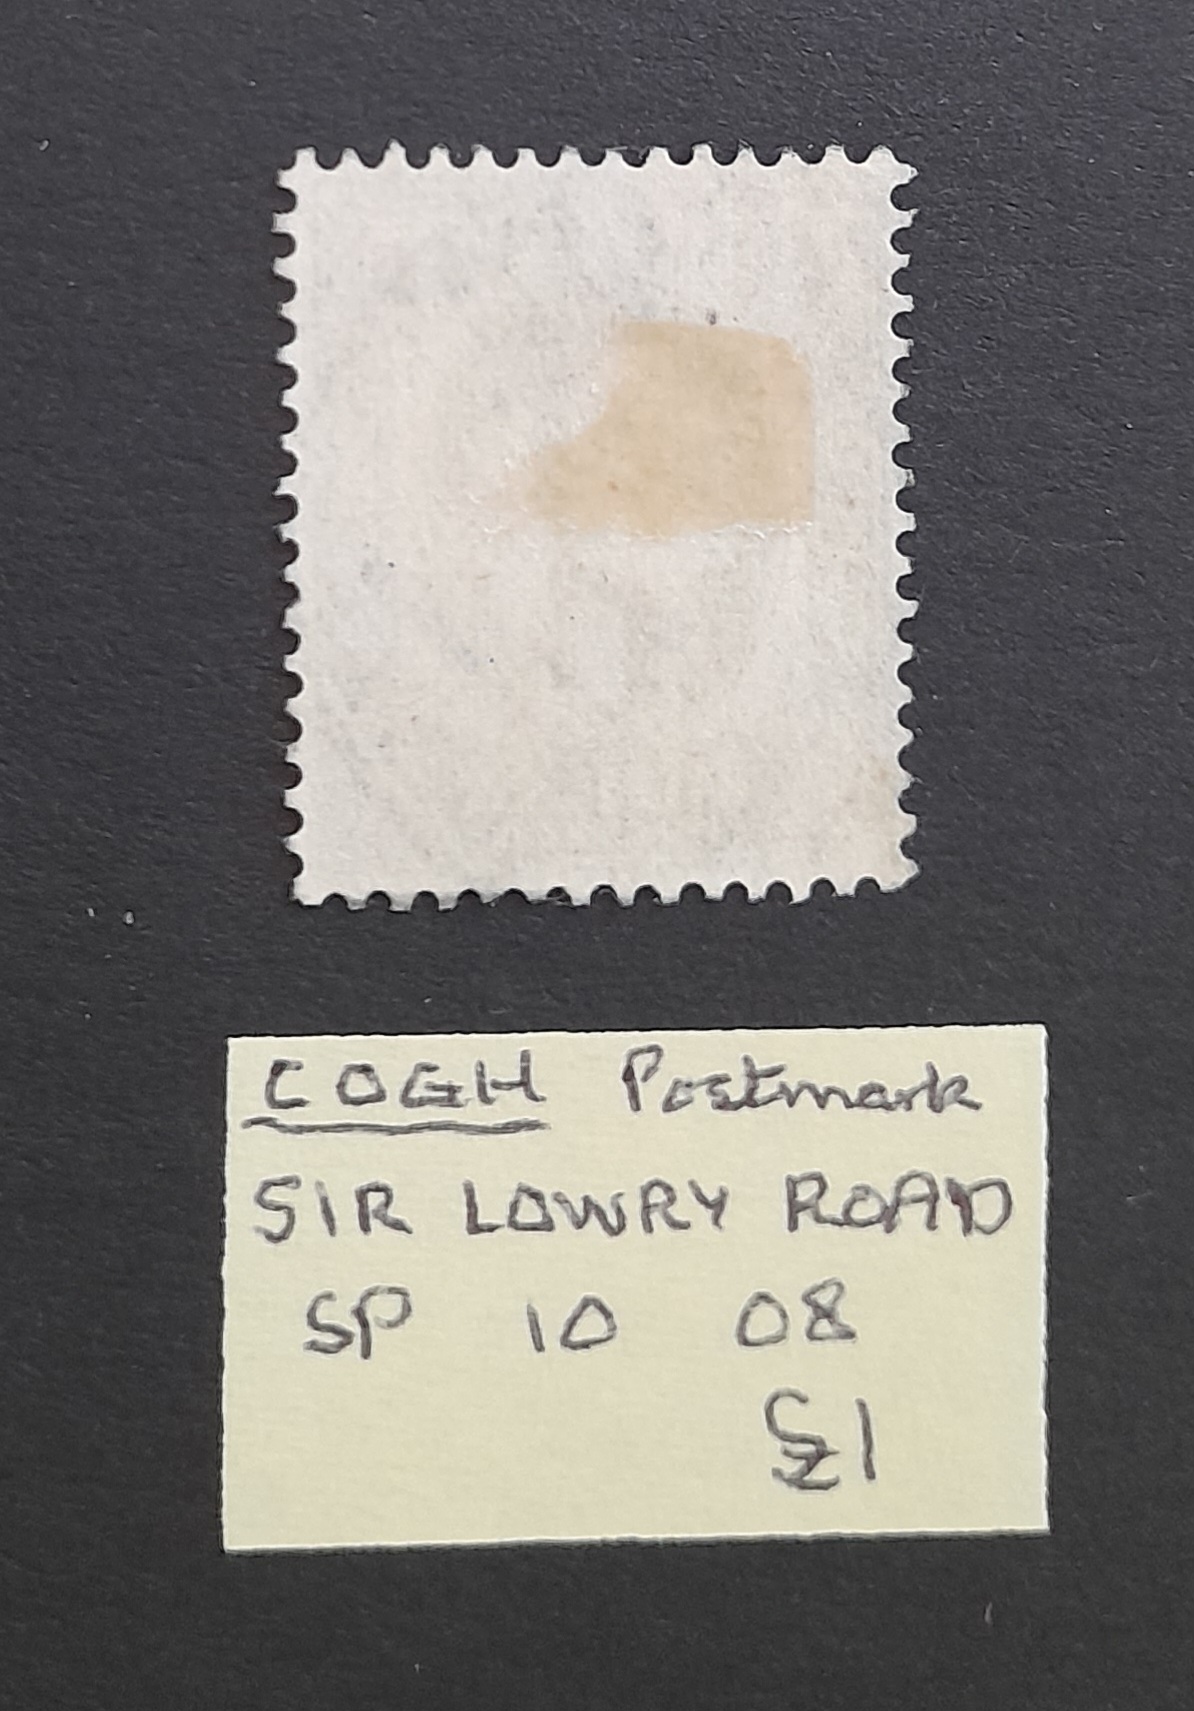 COGH Postmark
SIR LOWRY ROAD
SP 10 08
£1